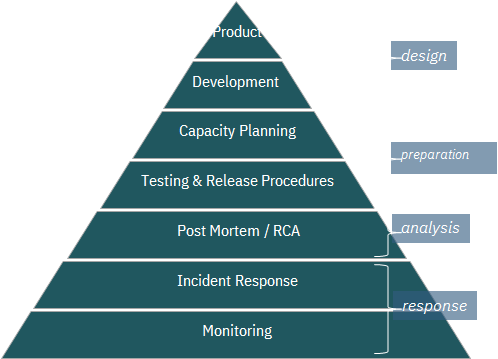 Product
design
Development
Capacity Planning
preparation
Testing & Release Procedures
Post Mortem / RCA
analysis
Incident Response
response
Monitoring